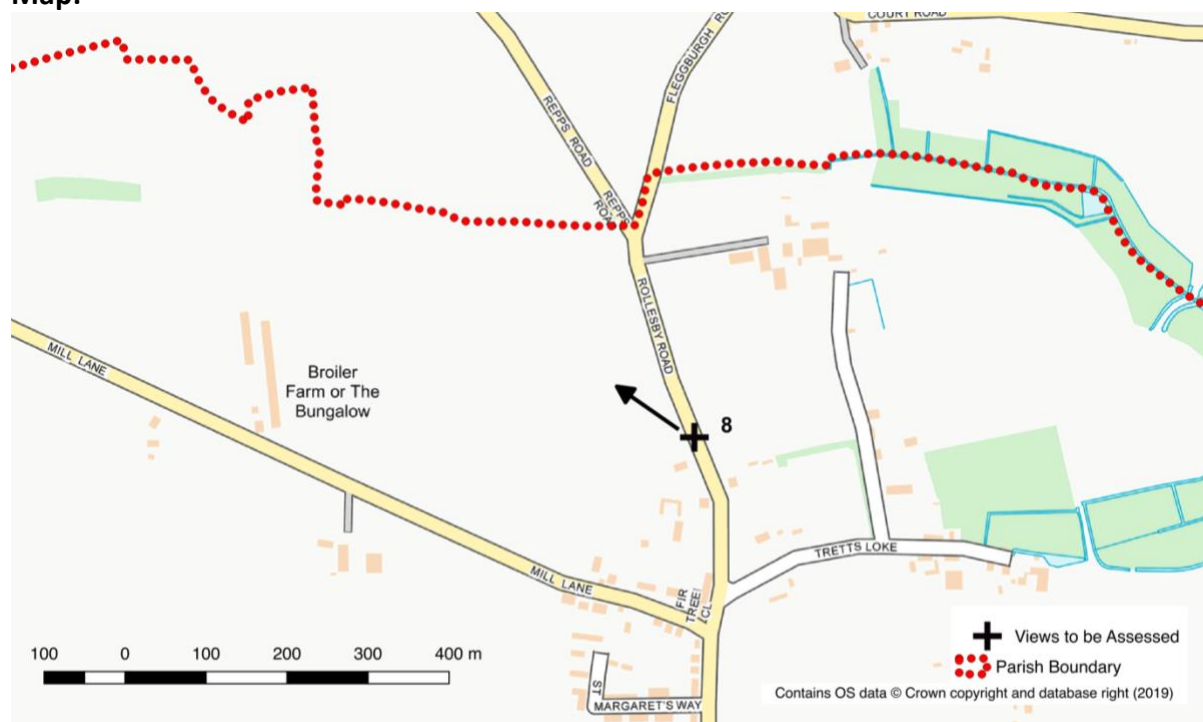 Map:
COURT ROAD
FLEGGBURGH RO
REPPS ROAD
REPPS
ROA
ROLLESBY ROAD
MILL LANE
Broiler
Farm or The
Bungalow
8
TRETTS LOKE
MILL LANE
FIR
TREE
CL
ST
MARGARET'S WAY
100 0 100 200 300 400 m
Views to be Assessed
Parish Boundary
Contains OS data © Crown copyright and database right (2019)